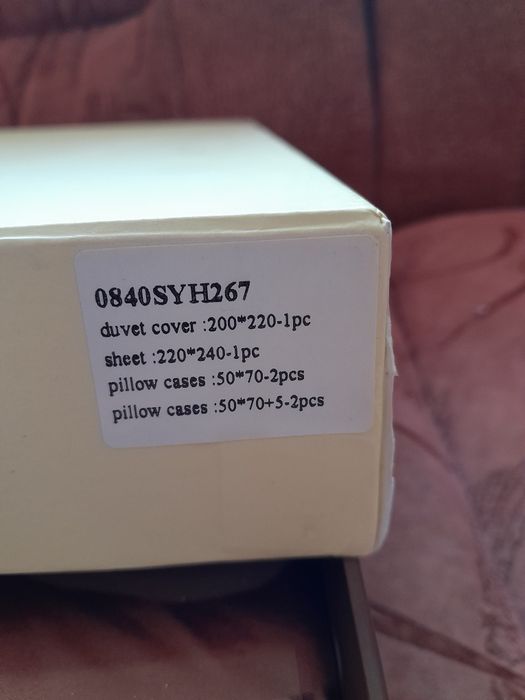 0840SYH267
duvet cover :200*220-1pc
sheet :220*240-1pc
pillow cases :50*70-2pcs
pillow cases :50*70+5-2pcs